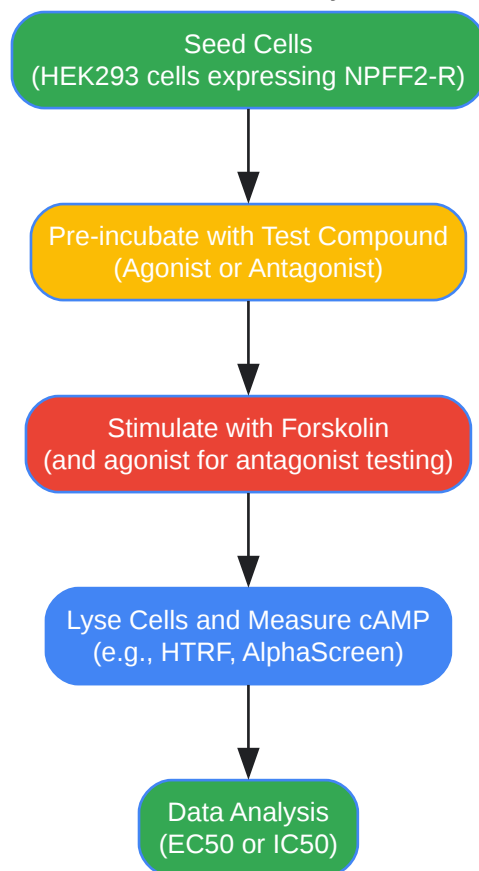 Seed Cells
(HEK293 cells expressing NPFF2-R)
Pre-incubate with Test Compound
(Agonist or Antagonist)
Stimulate with Forskolin
(and agonist for antagonist testing)
Lyse Cells and Measure cAMP
(e.g., HTRF, AlphaScreen)
Data Analysis
(EC50 or IC50)